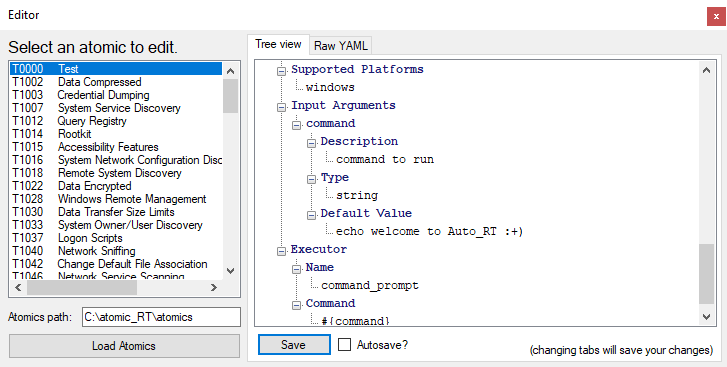 Editor
x
Select an atomic to edit.
T0000 Test
T1002 Data Compressed
T1003 Credential Dumping
T1007 System Service Discovery
T1012 Query Registry
T1014 Rootkit
T1015 Accessibility Features
T1016 System Network Configuration Disc
T1018 Remote System Discovery
T1022 Data Encrypted
T1028 Windows Remote Management
T1030 Data Transfer Size Limits
T1033 System Owner/User Discovery
T1037 Logon Scripts
T1040 Network Sniffing
T1042 Change Default File Association
T1046 Network Service Scanning
Atomics path: C:\atomic_RT\atomics
Load Atomics
Tree view Raw YAML
Supported Platforms
windows
Input Arguments
command
Description
command to run
Type
string
Default Value
echo welcome to Auto_RT :+)
Executor
Name
command_prompt
Command
#{command}
Save Autosave? (changing tabs will save your changes)